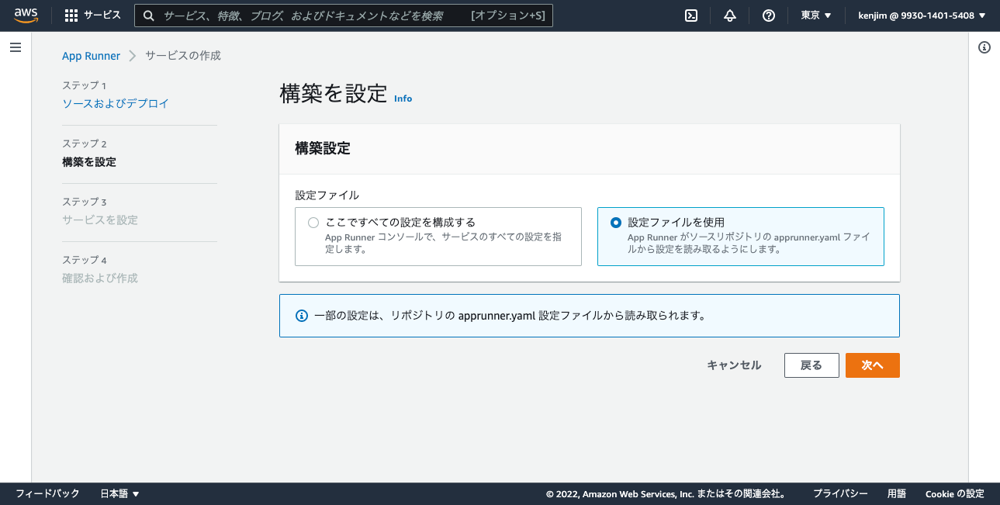 aws
サービス
サービス、特徴、ブログ、およびドキュメントなどを検索
[オプション+S]
東京 ▼
kenjim @ 9930-1401-5408 ▼
App Runner
サービスの作成
ステップ 1
ソースおよびデプロイ
ステップ 2
構築を設定
ステップ 3
サービスを設定
ステップ 4
確認および作成
構築を設定 Info
構築設定
設定ファイル
ここですべての設定を構成する
App Runner コンソールで、サービスのすべての設定を指
定します。
設定ファイルを使用
App Runner がソースリポジトリの apprunner.yaml ファイ
ルから設定を読み取るようにします。
一部の設定は、リポジトリの apprunner.yaml 設定ファイルから読み取られます。
キャンセル
戻る
次へ
フィードバック
日本語 ▼
© 2022, Amazon Web Services, Inc. またはその関連会社。
プライバシー
用語
Cookie の設定